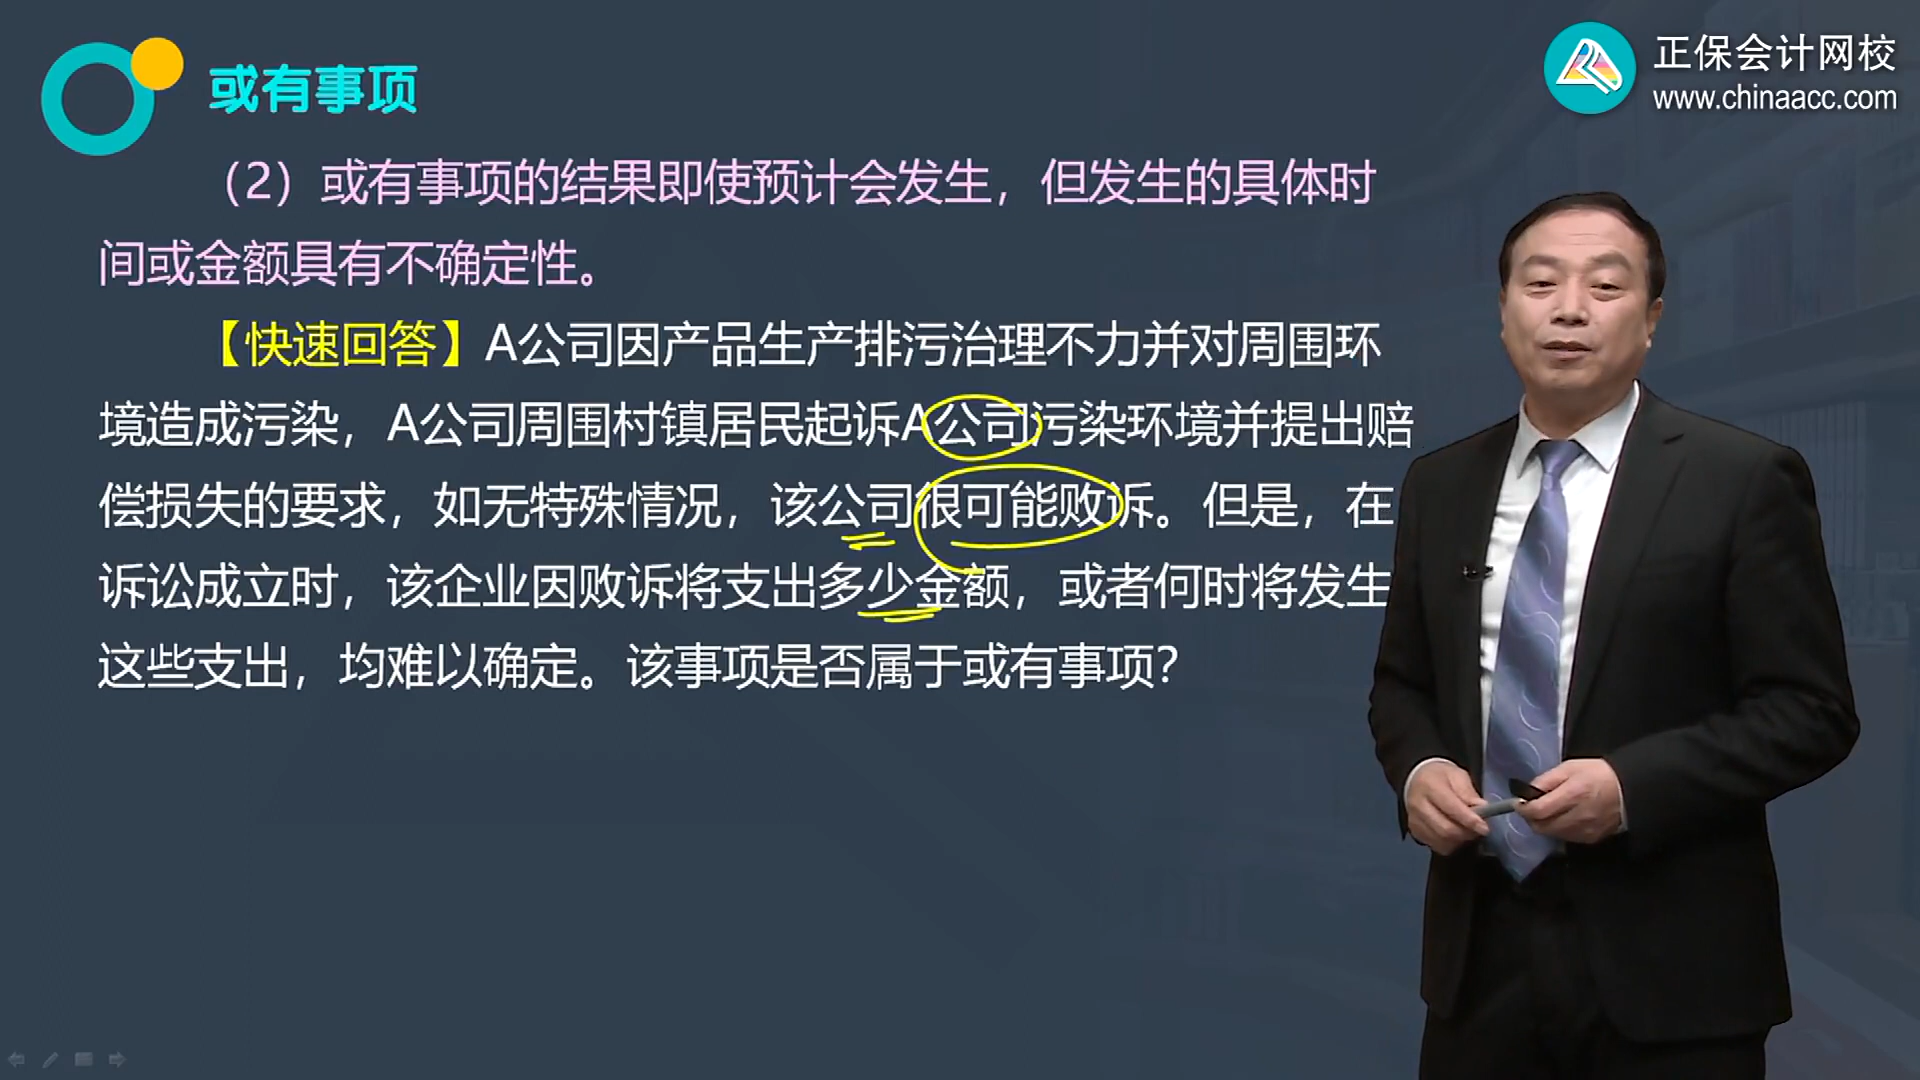 或有事项
正保会计网校
www.chinaacc.com
（2）或有事项的结果即使预计会发生，但发生的具体时
间或金额具有不确定性。
【快速回答】A公司因产品生产排污治理不力并对周围环
境造成污染，A公司周围村镇居民起诉A公司污染环境并提出赔
偿损失的要求，如无特殊情况，该公司很可能败诉。但是，在
诉讼成立时，该企业因败诉将支出多少金额，或者何时将发生
这些支出，均难以确定。该事项是否属于或有事项？